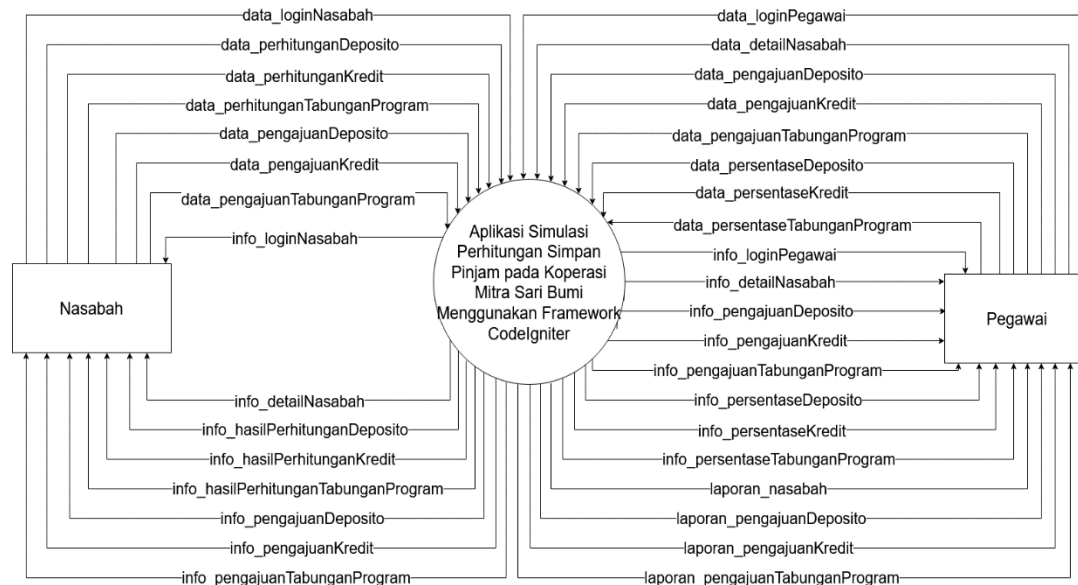 data_loginNasabah
data_perhitunganDeposito
data_perhitunganKredit
data_perhitunganTabunganProgram
data_pengajuanDeposito
data_pengajuanKredit
data_pengajuanTabunganProgram
info_loginNasabah
Nasabah
info_detailNasabah
info_hasilPerhitunganDeposito
info_hasilPerhitunganKredit
info_hasilPerhitunganTabunganProgram
info_pengajuanDeposito
info_pengajuanKredit
info_pengajuanTabunganProgram
Aplikasi Simulasi
Perhitungan Simpan
Pinjam pada Koperasi
Mitra Sari Bumi
Menggunakan Framework
CodeIgniter
data_loginPegawai
data_detailNasabah
data_pengajuanDeposito
data_pengajuanKredit
data_pengajuanTabunganProgram
data_persentaseDeposito
data_persentaseKredit
data_persentaseTabunganProgram
info_loginPegawai
info_detailNasabah
info_pengajuanDeposito
info_pengajuanKredit
info_pengajuanTabunganProgram
info_persentaseDeposito
info_persentaseKredit
info_persentaseTabunganProgram
laporan_nasabah
laporan_pengajuanDeposito
laporan_pengajuanKredit
laporan_pengajuanTabunganProgram
Pegawai